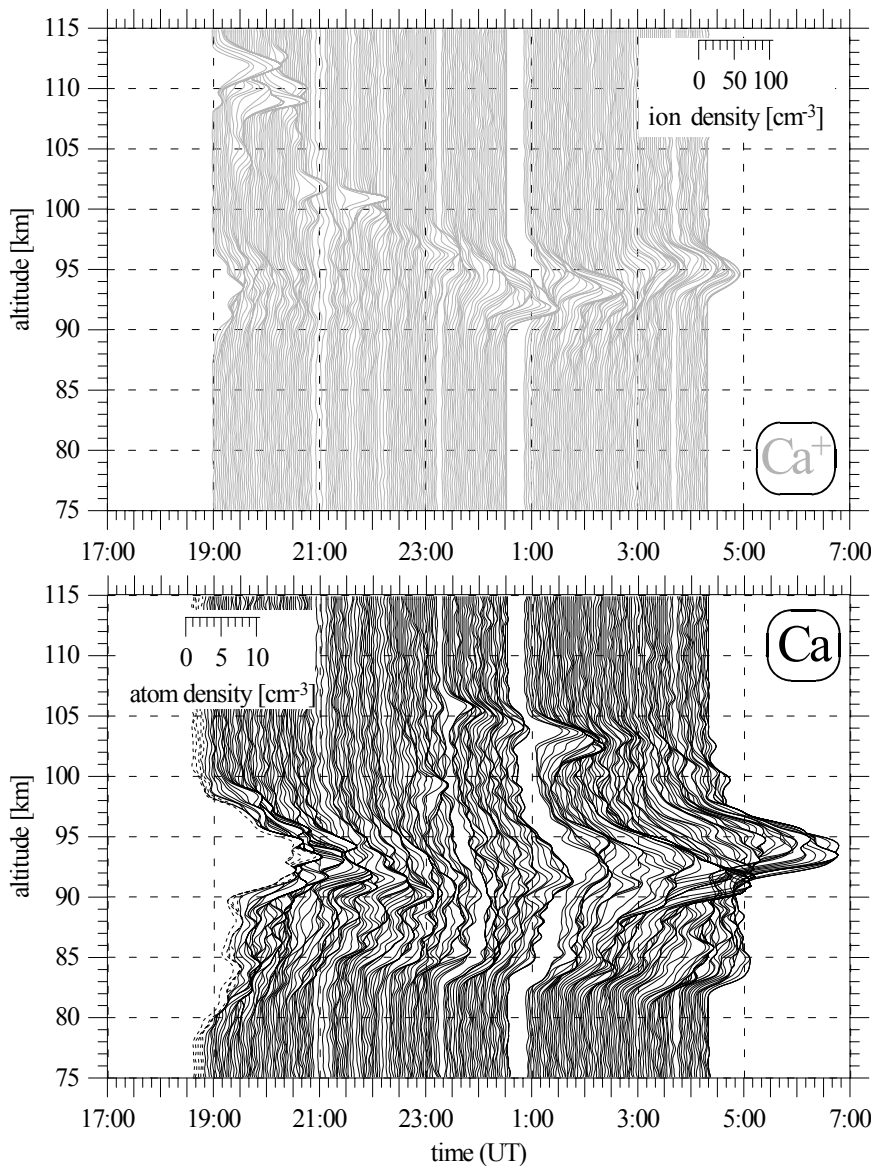 115
110
105
100
95
90
85
80
75
altitude [km]
0 50 100
ion density [cm-3]
Ca+
17:00 19:00 21:00 23:00 1:00 3:00 5:00 7:00
115
110
105
100
95
90
85
80
75
altitude [km]
0 5 10
atom density [cm-3]
Ca
17:00 19:00 21:00 23:00 1:00 3:00 5:00 7:00
time (UT)